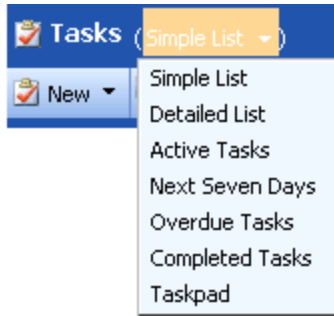 Tasks (Simple List)
New
Simple List
Detailed List
Active Tasks
Next Seven Days
Overdue Tasks
Completed Tasks
Taskpad